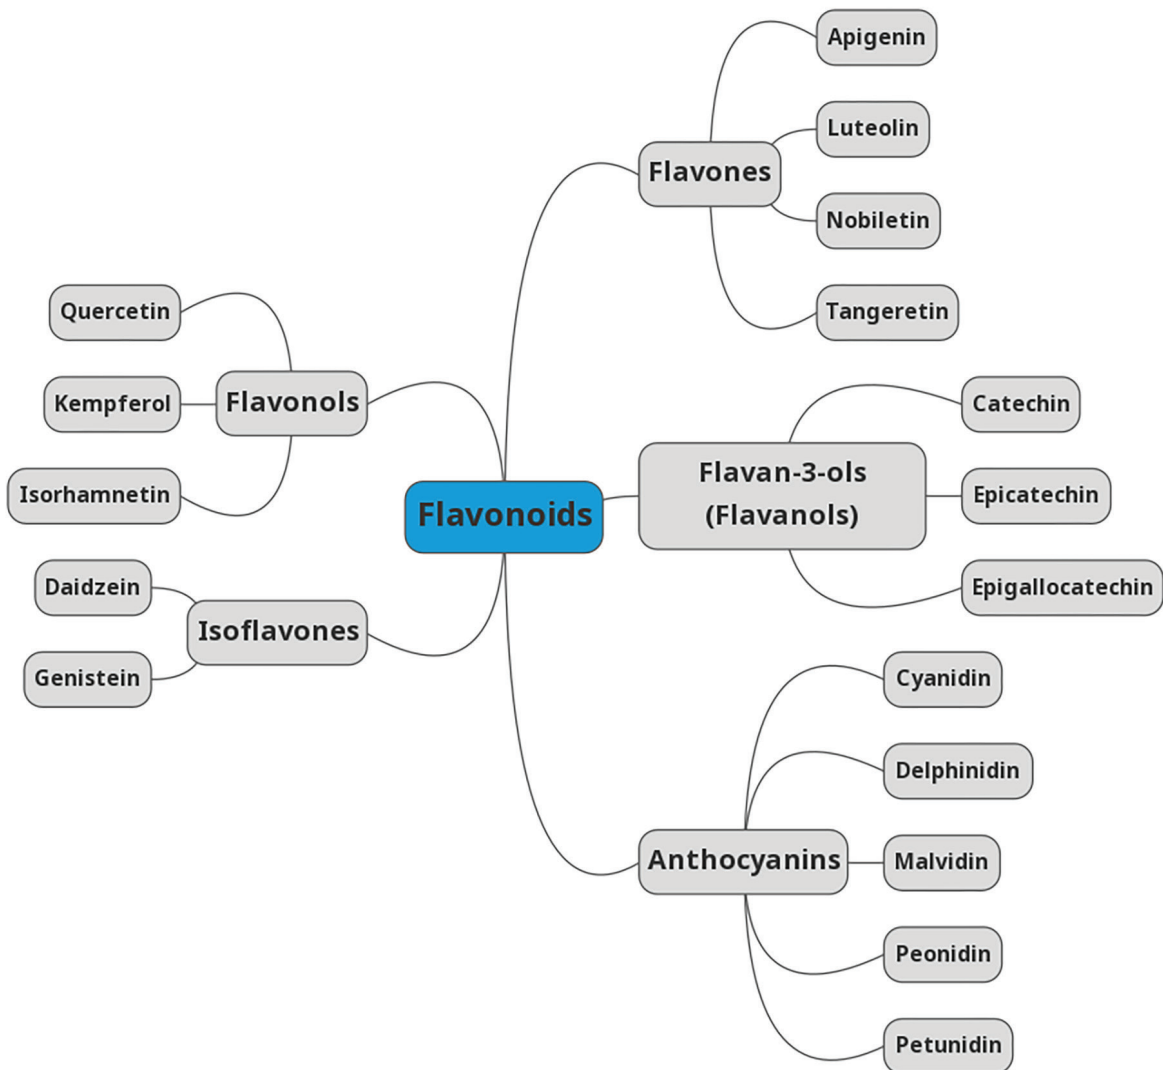 Flavonoids
Flavones
Apigenin
Luteolin
Nobiletin
Tangeretin
Flavan-3-ols
(Flavanols)
Catechin
Epicatechin
Epigallocatechin
Anthocyanins
Cyanidin
Delphinidin
Malvidin
Peonidin
Petunidin
Flavonols
Quercetin
Kempferol
Isorhamnetin
Isoflavones
Daidzein
Genistein